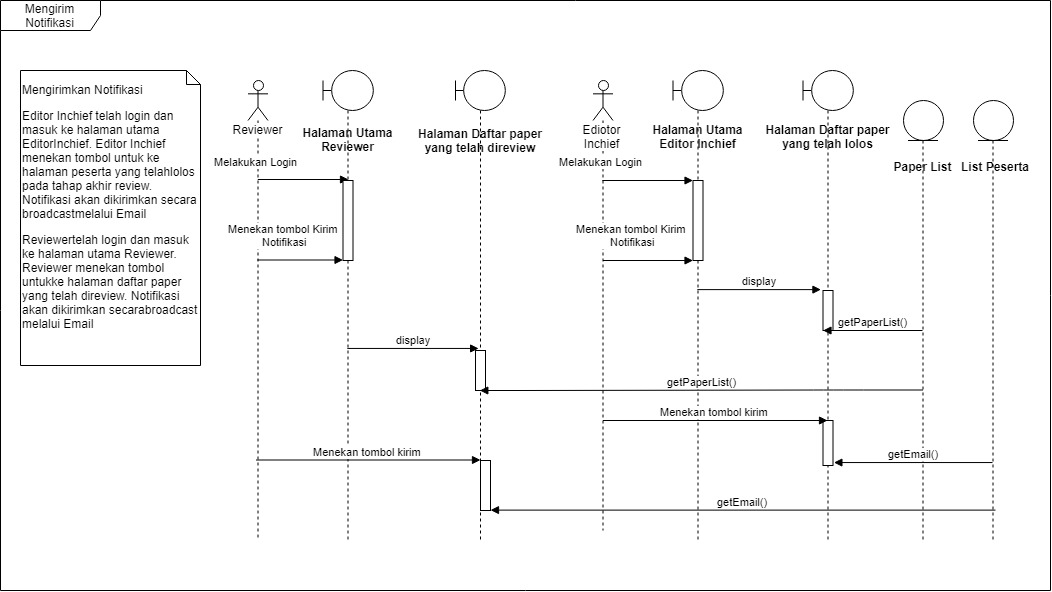 Mengirim
Notifikasi
Mengirimkan Notifikasi
Editor Inchief telah login dan
masuk ke halaman utama
EditorInchief. Editor Inchief
menekan tombol untuk ke
halaman peserta yang telahlolos
pada tahap akhir review.
Notifikasi akan dikirimkan secara
broadcastmelalui Email
Reviewertelah login dan masuk
ke halaman utama Reviewer.
Reviewer menekan tombol
untukke halaman daftar paper
yang telah direview. Notifikasi
akan dikirimkan secarabroadcast
melalui Email
Reviewer
Halaman Utama
Reviewer
Halaman Daftar paper
yang telah direview
Ediotor
Inchief
Halaman Utama
Editor Inchief
Halaman Daftar paper
yang telah lolos
Paper List
List Peserta
Melakukan Login
Melakukan Login
Menekan tombol Kirim
Notifikasi
Menekan tombol Kirim
Notifikasi
display
getPaperList()
display
getPaperList()
Menekan tombol kirim
Menekan tombol kirim
getEmail()
getEmail()